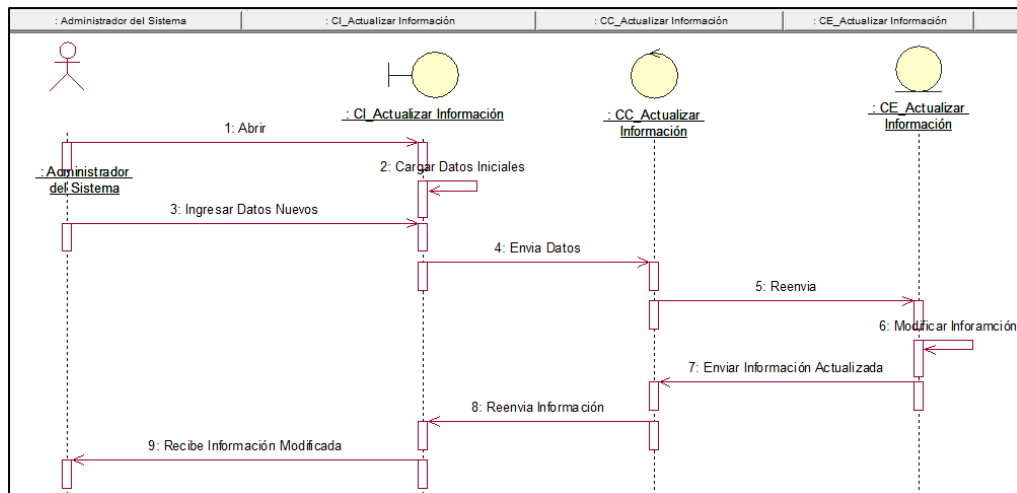 : Administrador del Sistema
: CI_Actualizar Información
: CC_Actualizar Información
: CE_Actualizar Información
: CI_Actualizar Información
: CC_Actualizar
Información
: CE_Actualizar
Información
1: Abrir
: Administrador
del Sistema
2: Cargar Datos Iniciales
3: Ingresar Datos Nuevos
4: Envia Datos
5: Reenvia
6: Modificar Inforamción
7: Enviar Información Actualizada
8: Reenvia Información
9: Recibe Información Modificada